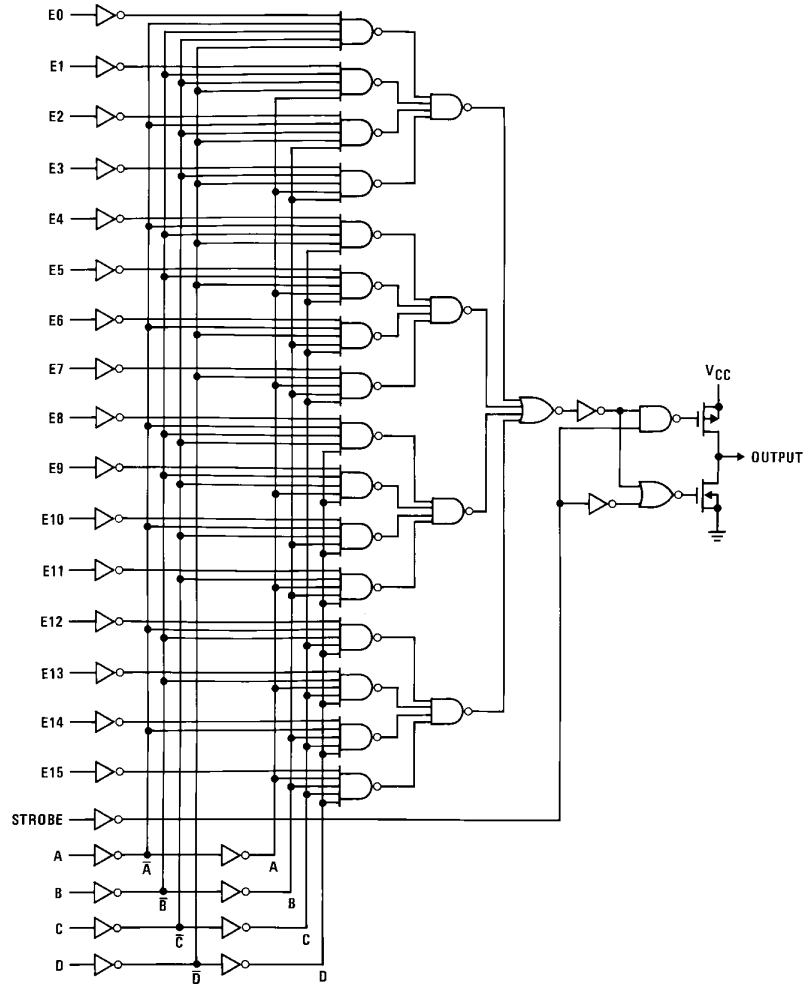 E0
E1
E2
E3
E4
E5
E6
E7
E8
E9
E10
E11
E12
E13
E14
E15
STROBE
A
B
C
D
A̅
B̅
C̅
D̅
A
B
C
D
VCC
OUTPUT